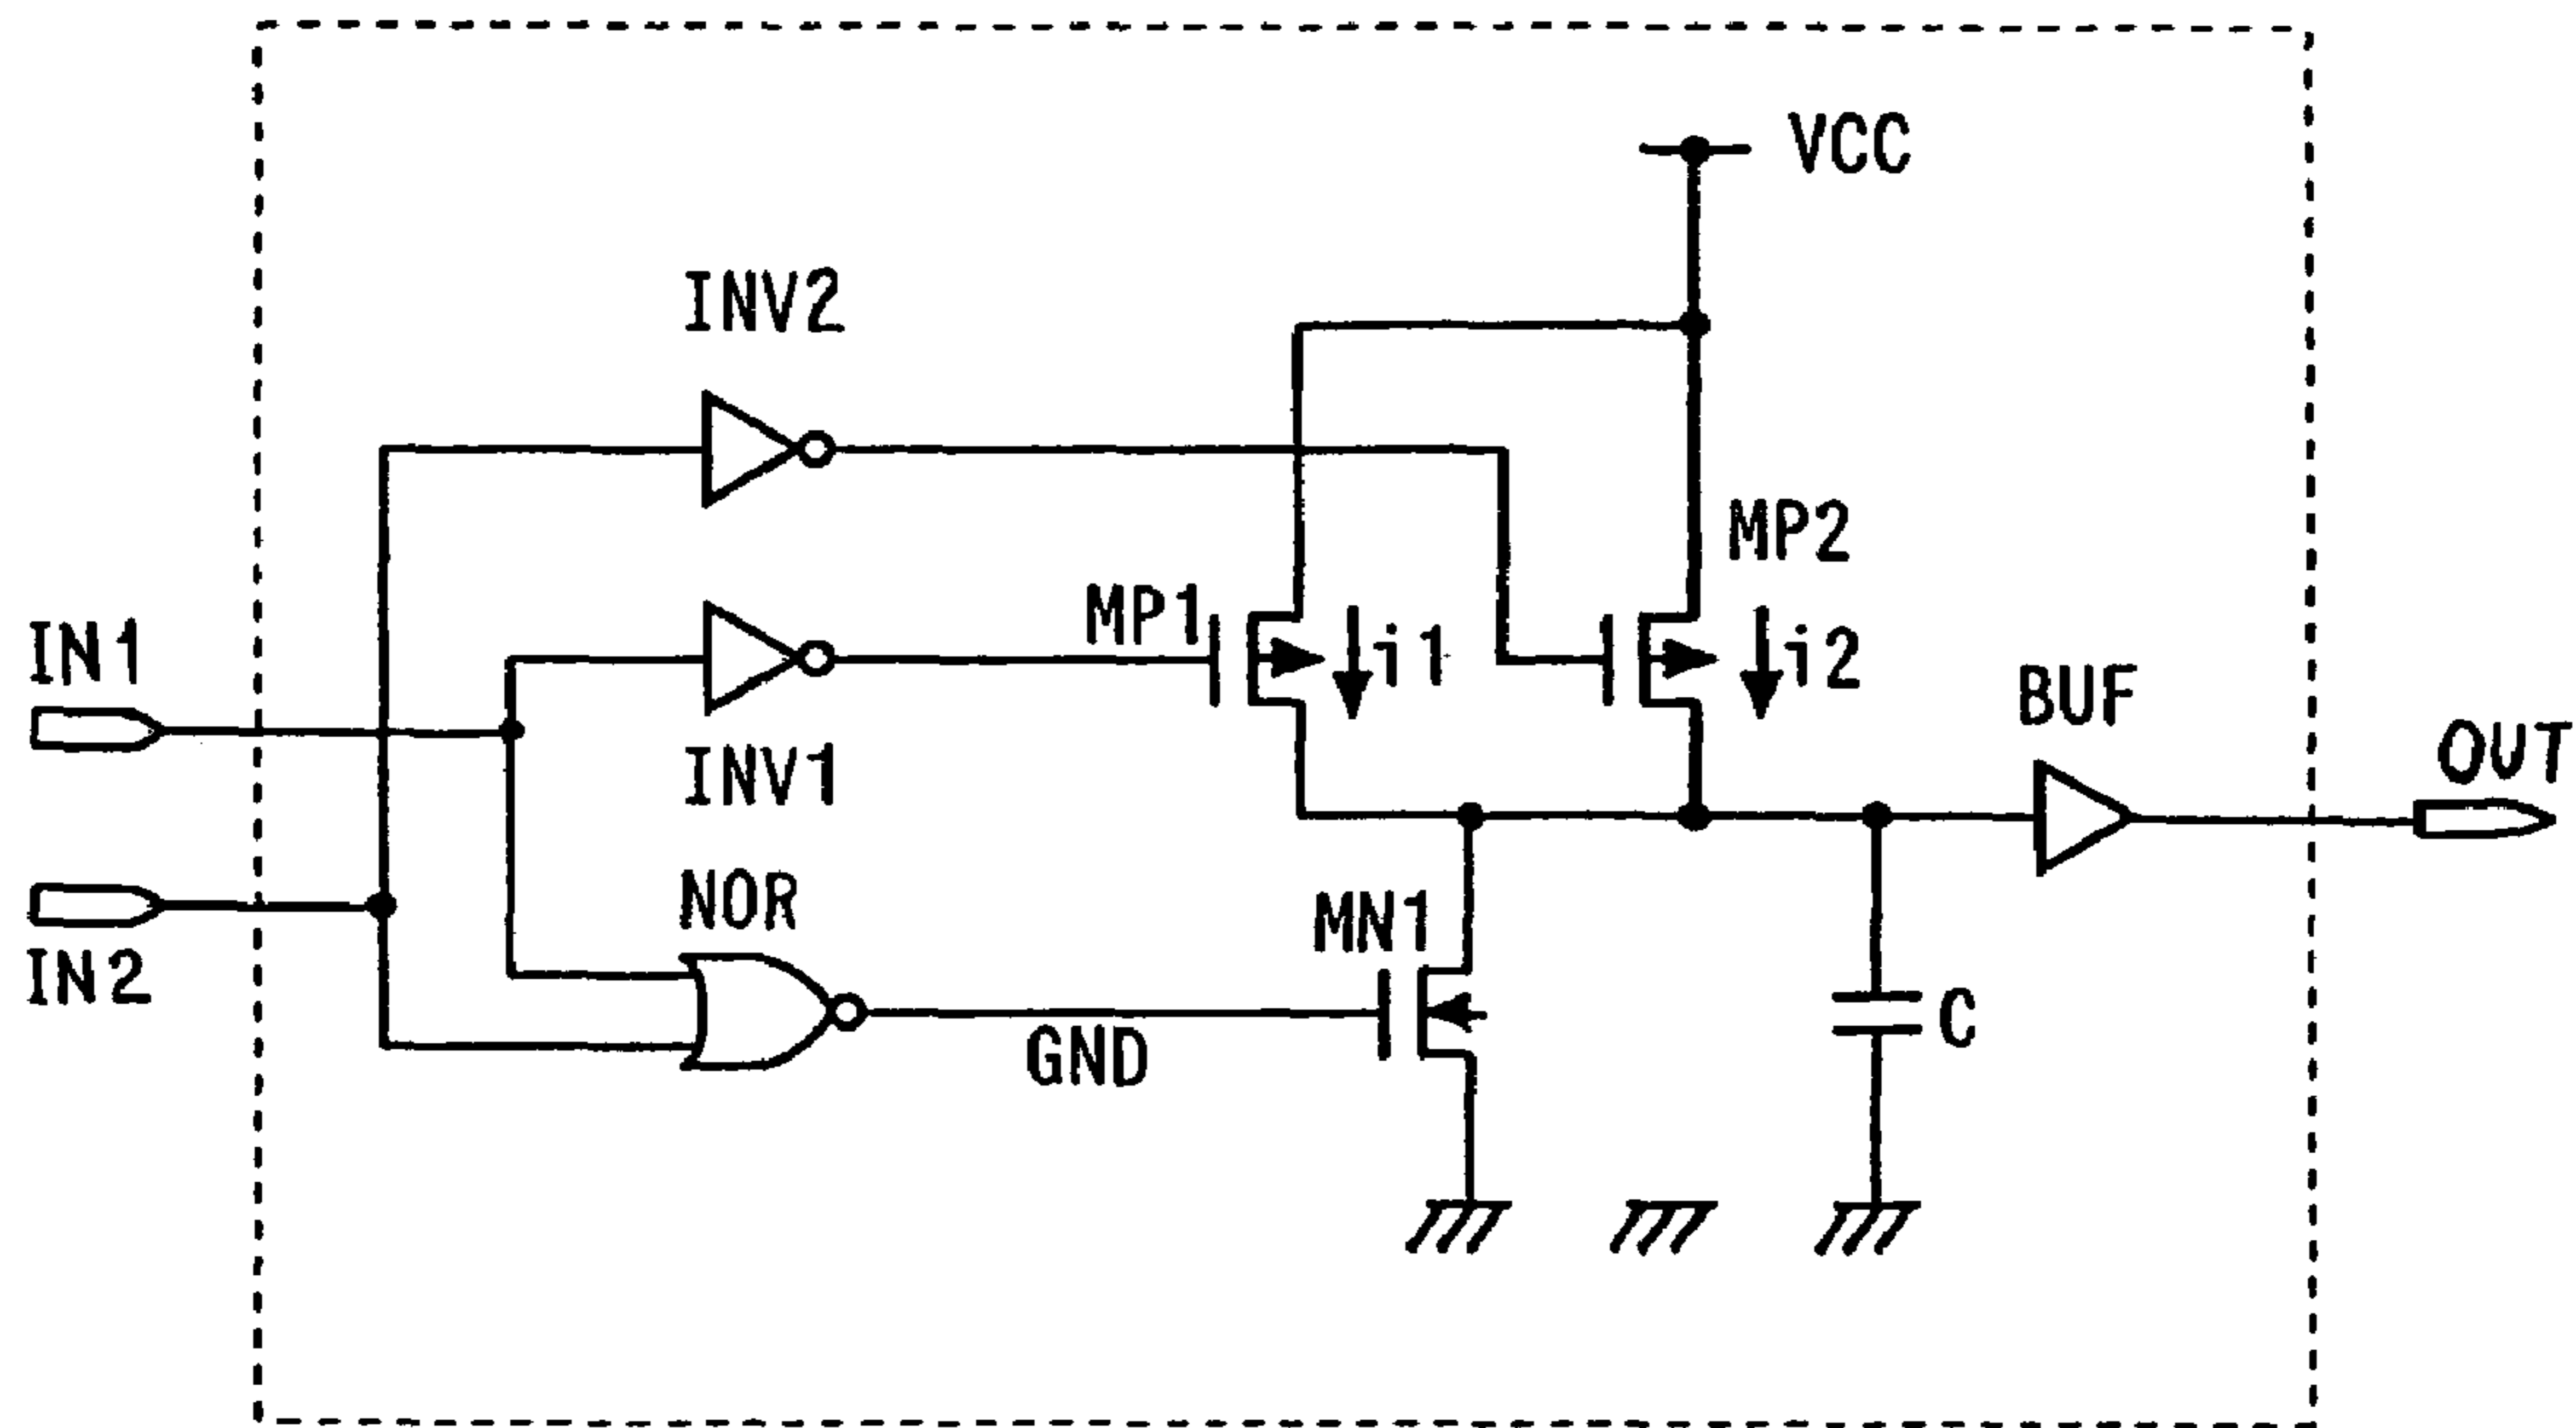 VCC
INV2
MP2
MP1
i1
i2
IN1
BUF
OUT
INV1
NOR
MN1
IN2
C
GND